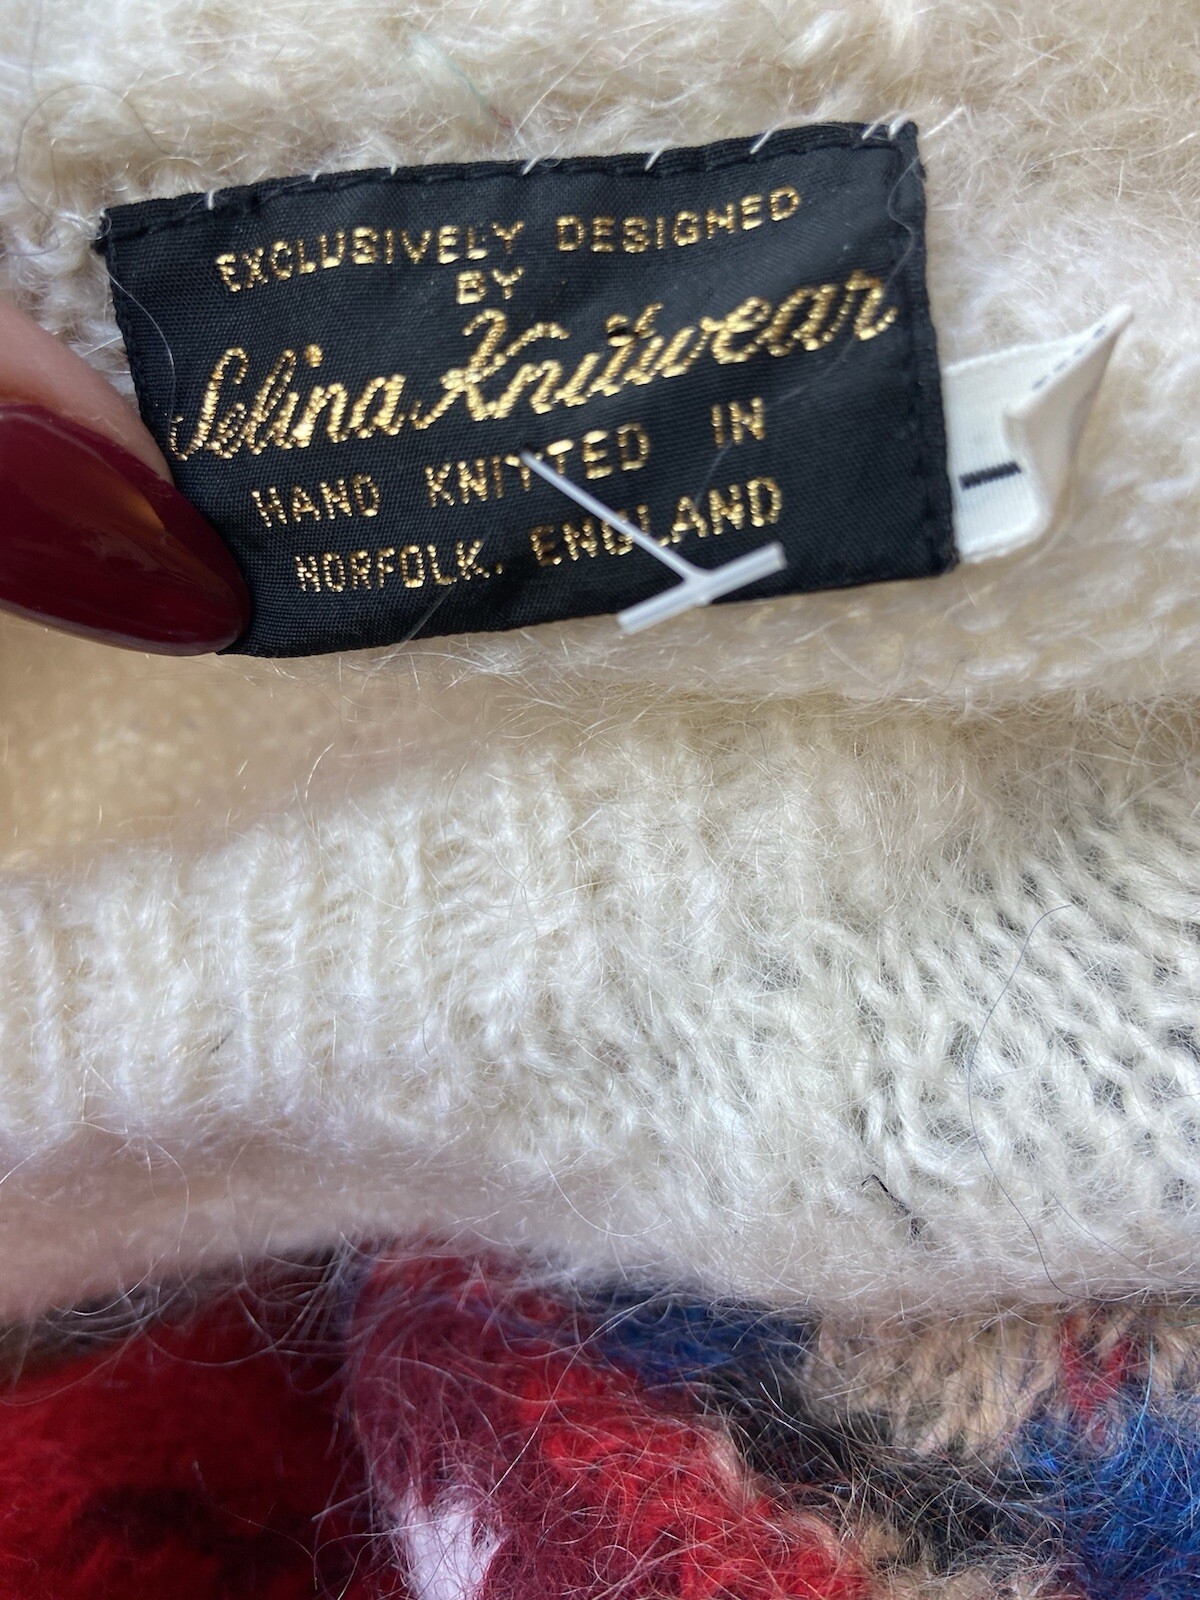 EXCLUSIVELY DESIGNED
BY
Selina Knitwear
HAND KNITTED IN
NORFOLK, ENGLAND